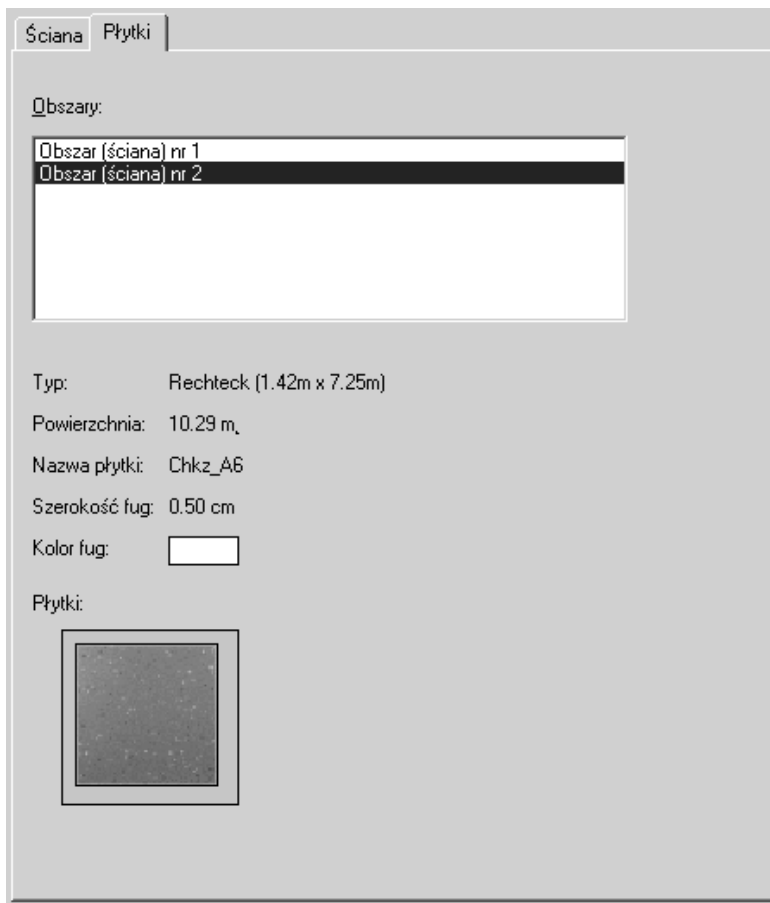 Ściana Płytki
Obszary:
Obszar (ściana) nr 1
Obszar (ściana) nr 2
Typ: Rechteck (1.42m x 7.25m)
Powierzchnia: 10.29 m˛
Nazwa płytki: Chkz_A6
Szerokość fug: 0.50 cm
Kolor fug:
Płytki: